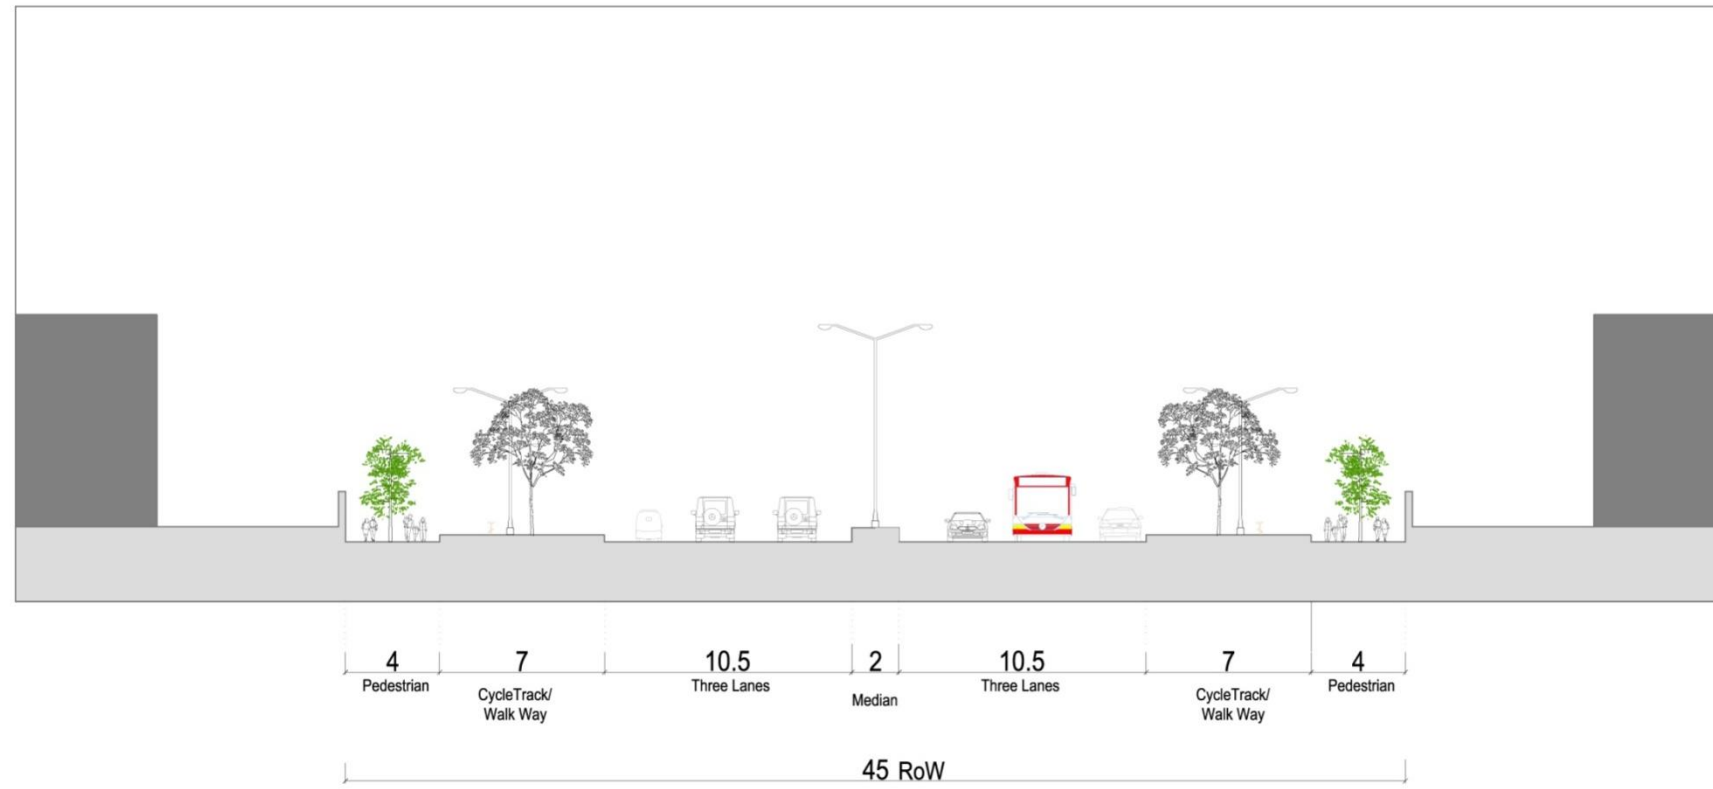 4 7 10.5 2 10.5 7 4
Pedestrian Three Lanes Three Lanes Pedestrian
CycleTrack/ Median CycleTrack/
Walk Way Walk Way
45 RoW